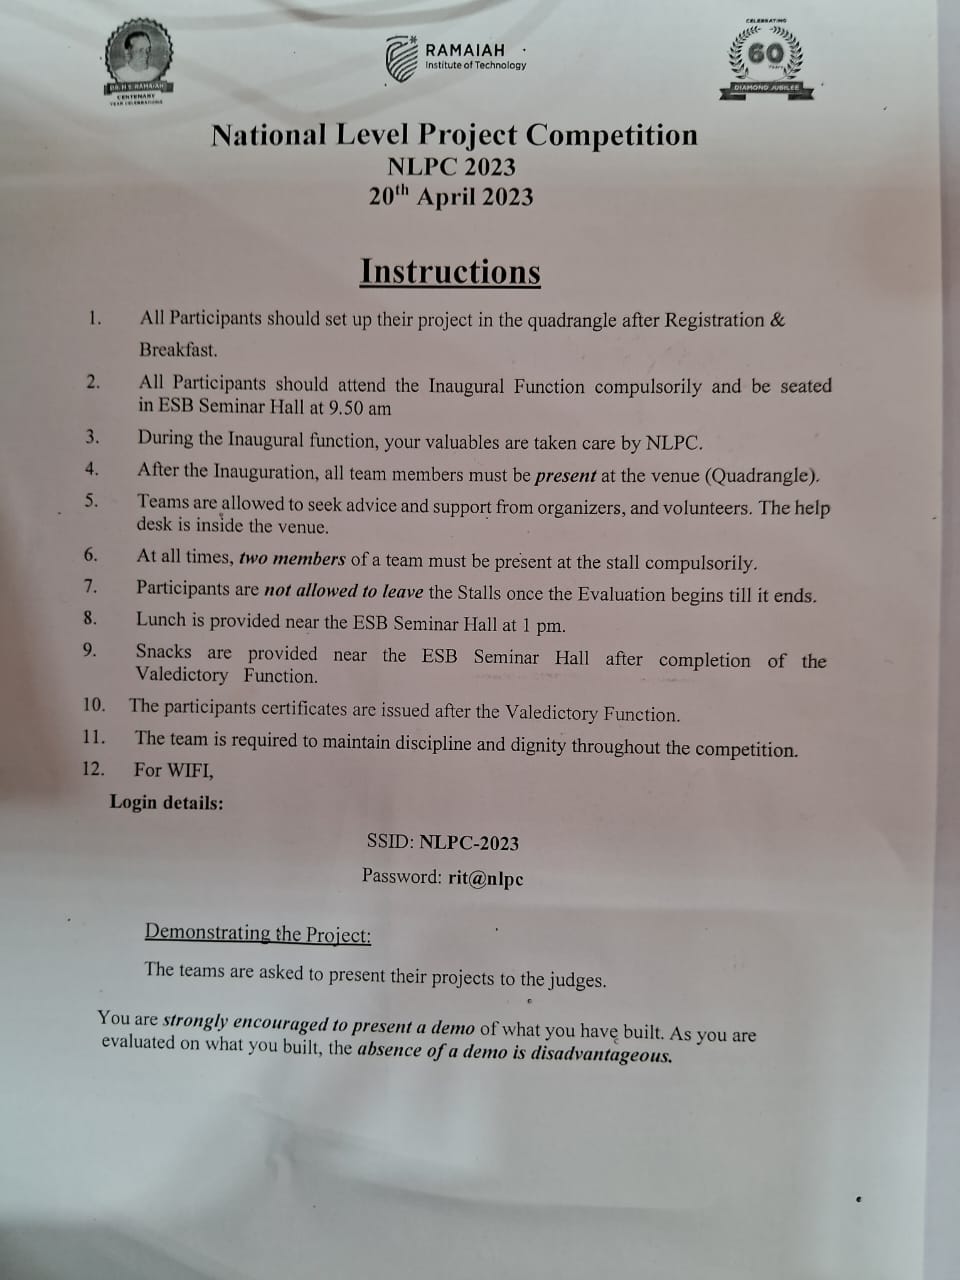 DR. M S RAMAIAH
CENTENARY
YEAR CELEBRATIONS
RAMAIAH
Institute of Technology
CELEBRATING
60
Years
DIAMOND JUBILEE
National Level Project Competition
NLPC 2023
20th April 2023
Instructions
1. All Participants should set up their project in the quadrangle after Registration &
Breakfast.
2. All Participants should attend the Inaugural Function compulsorily and be seated
in ESB Seminar Hall at 9.50 am
3. During the Inaugural function, your valuables are taken care by NLPC.
4. After the Inauguration, all team members must be present at the venue (Quadrangle).
5. Teams are allowed to seek advice and support from organizers, and volunteers. The help
desk is inside the venue.
6. At all times, two members of a team must be present at the stall compulsorily.
7. Participants are not allowed to leave the Stalls once the Evaluation begins till it ends.
8. Lunch is provided near the ESB Seminar Hall at 1 pm.
9. Snacks are provided near the ESB Seminar Hall after completion of the
Valedictory Function.
10. The participants certificates are issued after the Valedictory Function.
11. The team is required to maintain discipline and dignity throughout the competition.
12. For WIFI,
Login details:
SSID: NLPC-2023
Password: rit@nlpc
Demonstrating the Project:
The teams are asked to present their projects to the judges.
You are strongly encouraged to present a demo of what you have built. As you are
evaluated on what you built, the absence of a demo is disadvantageous.